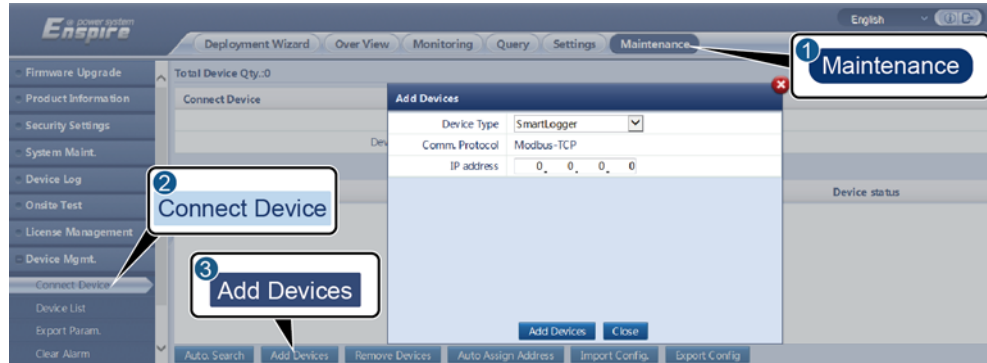 power system
Enspire
English
Deployment Wizard Over View Monitoring Query Settings Maintenance
1
Maintenance
Firmware Upgrade
Product Information
Security Settings
System Maint.
Device Log
Onsite Test
License Management
Device Mgmt.
Connect Device
Device List
Export Param.
Clear Alarm
Total Device Qty.:0
Connect Device
Dev
Device status
2
Connect Device
3
Add Devices
Add Devices
Device Type SmartLogger
Comm. Protocol Modbus-TCP
IP address 0. 0. 0. 0
Add Devices Close
Auto. Search Add Devices Remove Devices Auto Assign Address Import Config. Export Config